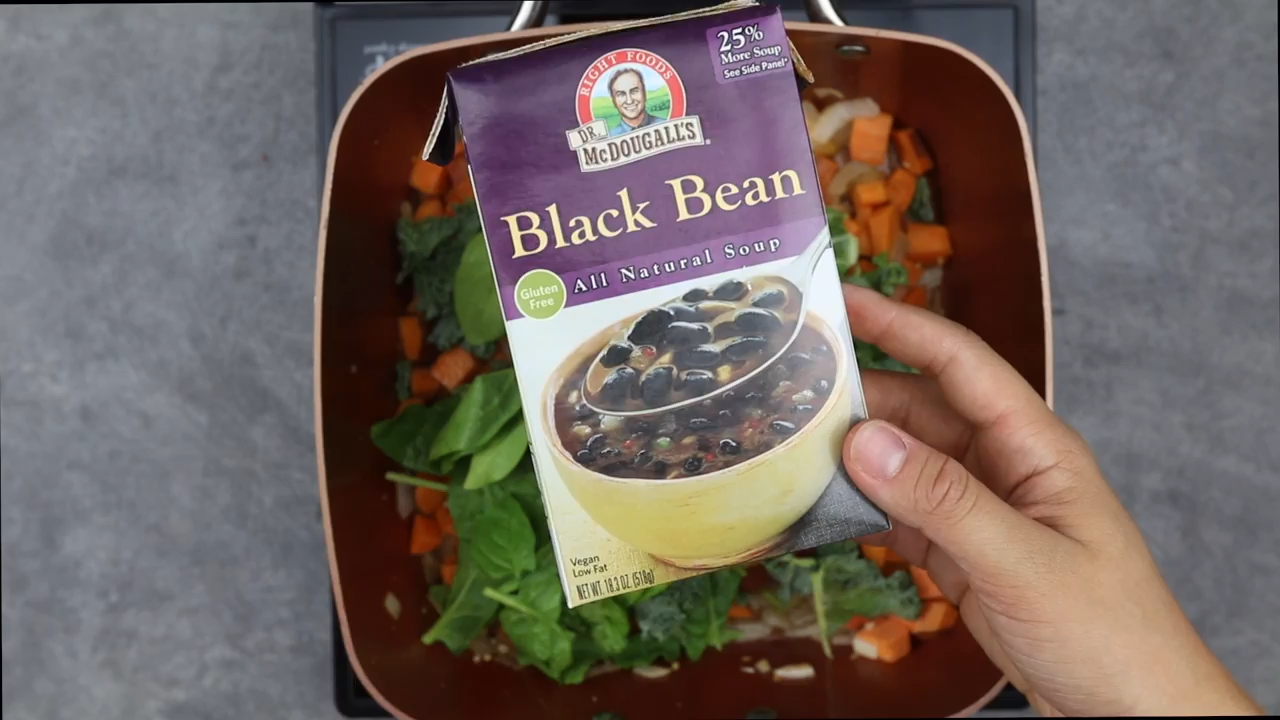 25%
More Soup
See Side Panel*
RIGHT FOODS
DR.
McDOUGALL'S
Black Bean
All Natural Soup
Gluten
Free
Vegan
Low Fat
NET WT. 18.3 OZ. (518g)